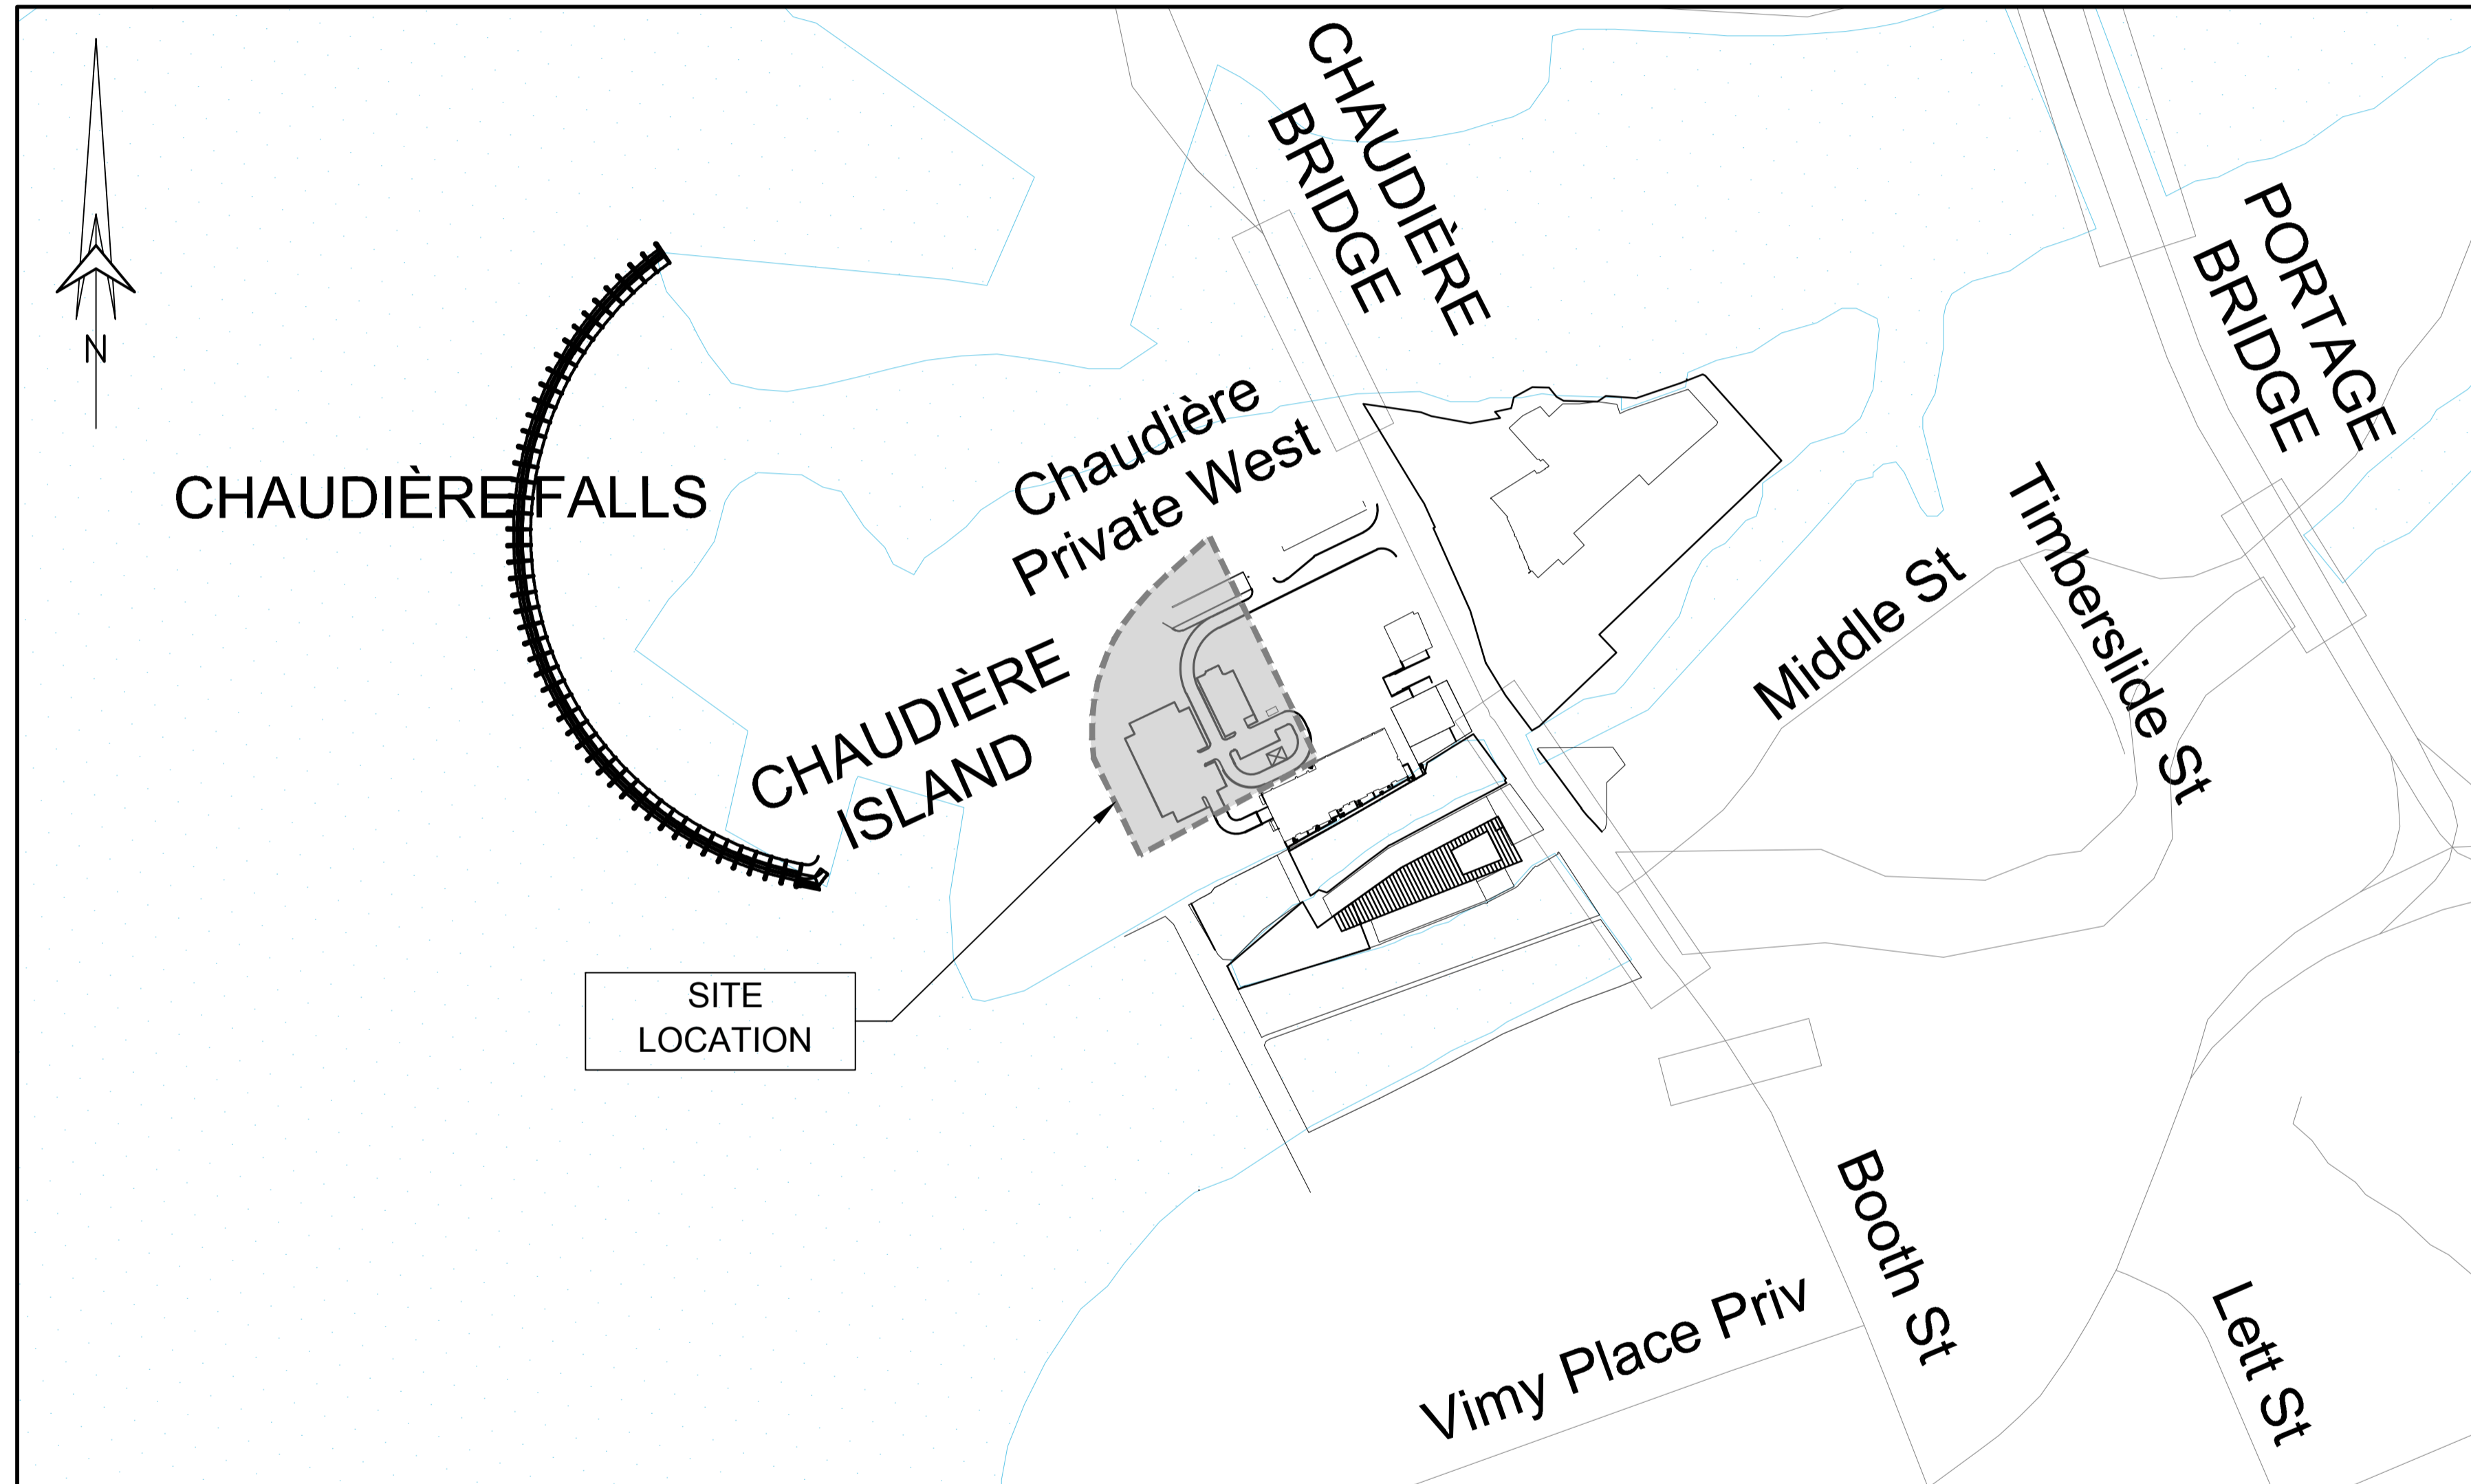 CHAUDIÈRE
BRIDGE
PORTAGE
BRIDGE
N
CHAUDIÈRE FALLS
Chaudière
Private West
Timberslide St
Middle St
CHAUDIÈRE
ISLAND
SITE
LOCATION
Booth St
Vimy Place Priv
Lett St